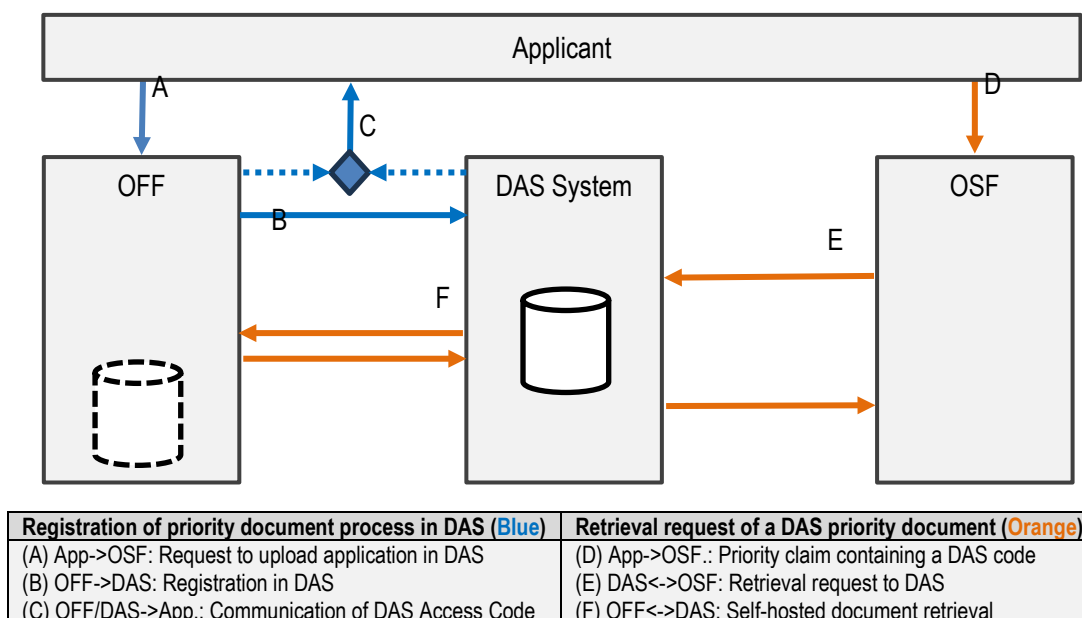 Applicant
A
D
C
OFF
DAS System
OSF
B
E
F
Registration of priority document process in DAS (Blue)
Retrieval request of a DAS priority document (Orange)
(A) App->OSF: Request to upload application in DAS
(D) App->OSF.: Priority claim containing a DAS code
(B) OFF->DAS: Registration in DAS
(E) DAS<->OSF: Retrieval request to DAS
(C) OFF/DAS->App.: Communication of DAS Access Code
(F) OFF<->DAS: Self-hosted document retrieval